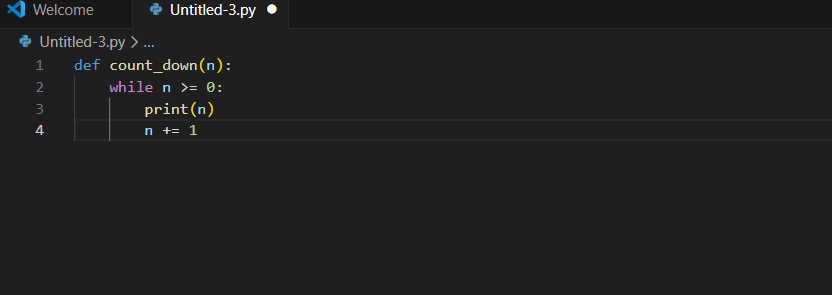 Welcome Untitled-3.py
Untitled-3.py > ...
1 def count_down(n):
2     while n >= 0:
3         print(n)
4         n += 1